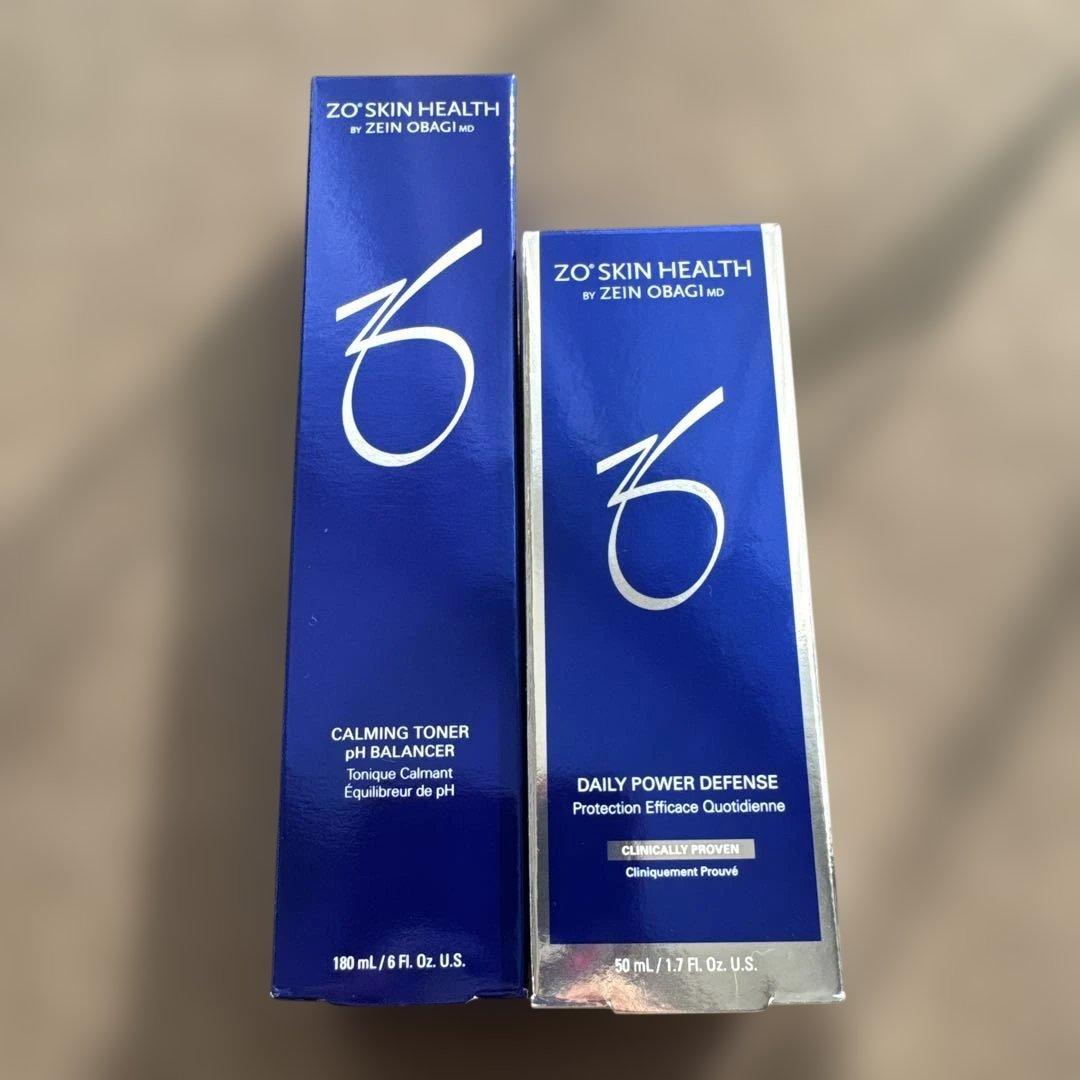 ZO® SKIN HEALTH
BY ZEIN OBAGI MD
CALMING TONER
pH BALANCER
Tonique Calmant
Équilibreur de pH
180 mL / 6 Fl. Oz. U.S.
ZO® SKIN HEALTH
BY ZEIN OBAGI MD
DAILY POWER DEFENSE
Protection Efficace Quotidienne
CLINICALLY PROVEN
Cliniquement Prouvé
50 mL / 1.7 Fl. Oz. U.S.